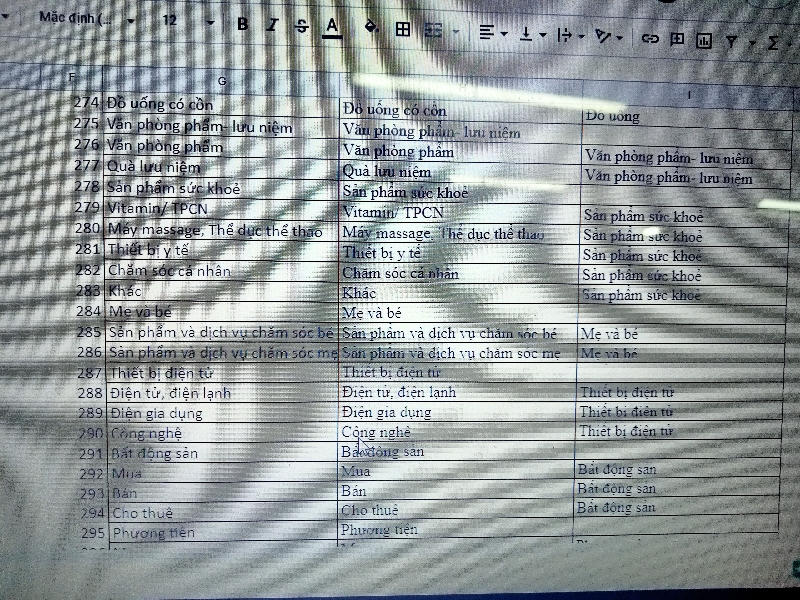 Mặc định (... 12 B I S A Σ
F G I
274 Đồ uống có cồn Đồ uống có cồn Đồ uống
275 Văn phòng phẩm- lưu niệm Văn phòng phẩm- lưu niệm
276 Văn phòng phẩm Văn phòng phẩm Văn phòng phẩm- lưu niệm
277 Quà lưu niệm Quà lưu niệm Văn phòng phẩm- lưu niệm
278 Sản phẩm sức khoẻ Sản phẩm sức khoẻ
279 Vitamin/ TPCN Vitamin/ TPCN Sản phẩm sức khoẻ
280 Máy massage, Thể dục thể thao Máy massage, Thể dục thể thao Sản phẩm sức khoẻ
281 Thiết bị y tế Thiết bị y tế Sản phẩm sức khoẻ
282 Chăm sóc cá nhân Chăm sóc cá nhân Sản phẩm sức khoẻ
283 Khác Khác Sản phẩm sức khoẻ
284 Mẹ và bé Mẹ và bé
285 Sản phẩm và dịch vụ chăm sóc bé Sản phẩm và dịch vụ chăm sóc bé Mẹ và bé
286 Sản phẩm và dịch vụ chăm sóc mẹ Sản phẩm và dịch vụ chăm sóc mẹ Mẹ và bé
287 Thiết bị điện tử Thiết bị điện tử
288 Điện tử, điện lạnh Điện tử, điện lạnh Thiết bị điện tử
289 Điện gia dụng Điện gia dụng Thiết bị điện tử
290 Công nghệ Công nghệ Thiết bị điện tử
291 Bất động sản Bất động sản
292 Mua Mua Bất động sản
293 Bán Bán Bất động sản
294 Cho thuê Cho thuê Bất động sản
295 Phương tiện Phương tiện